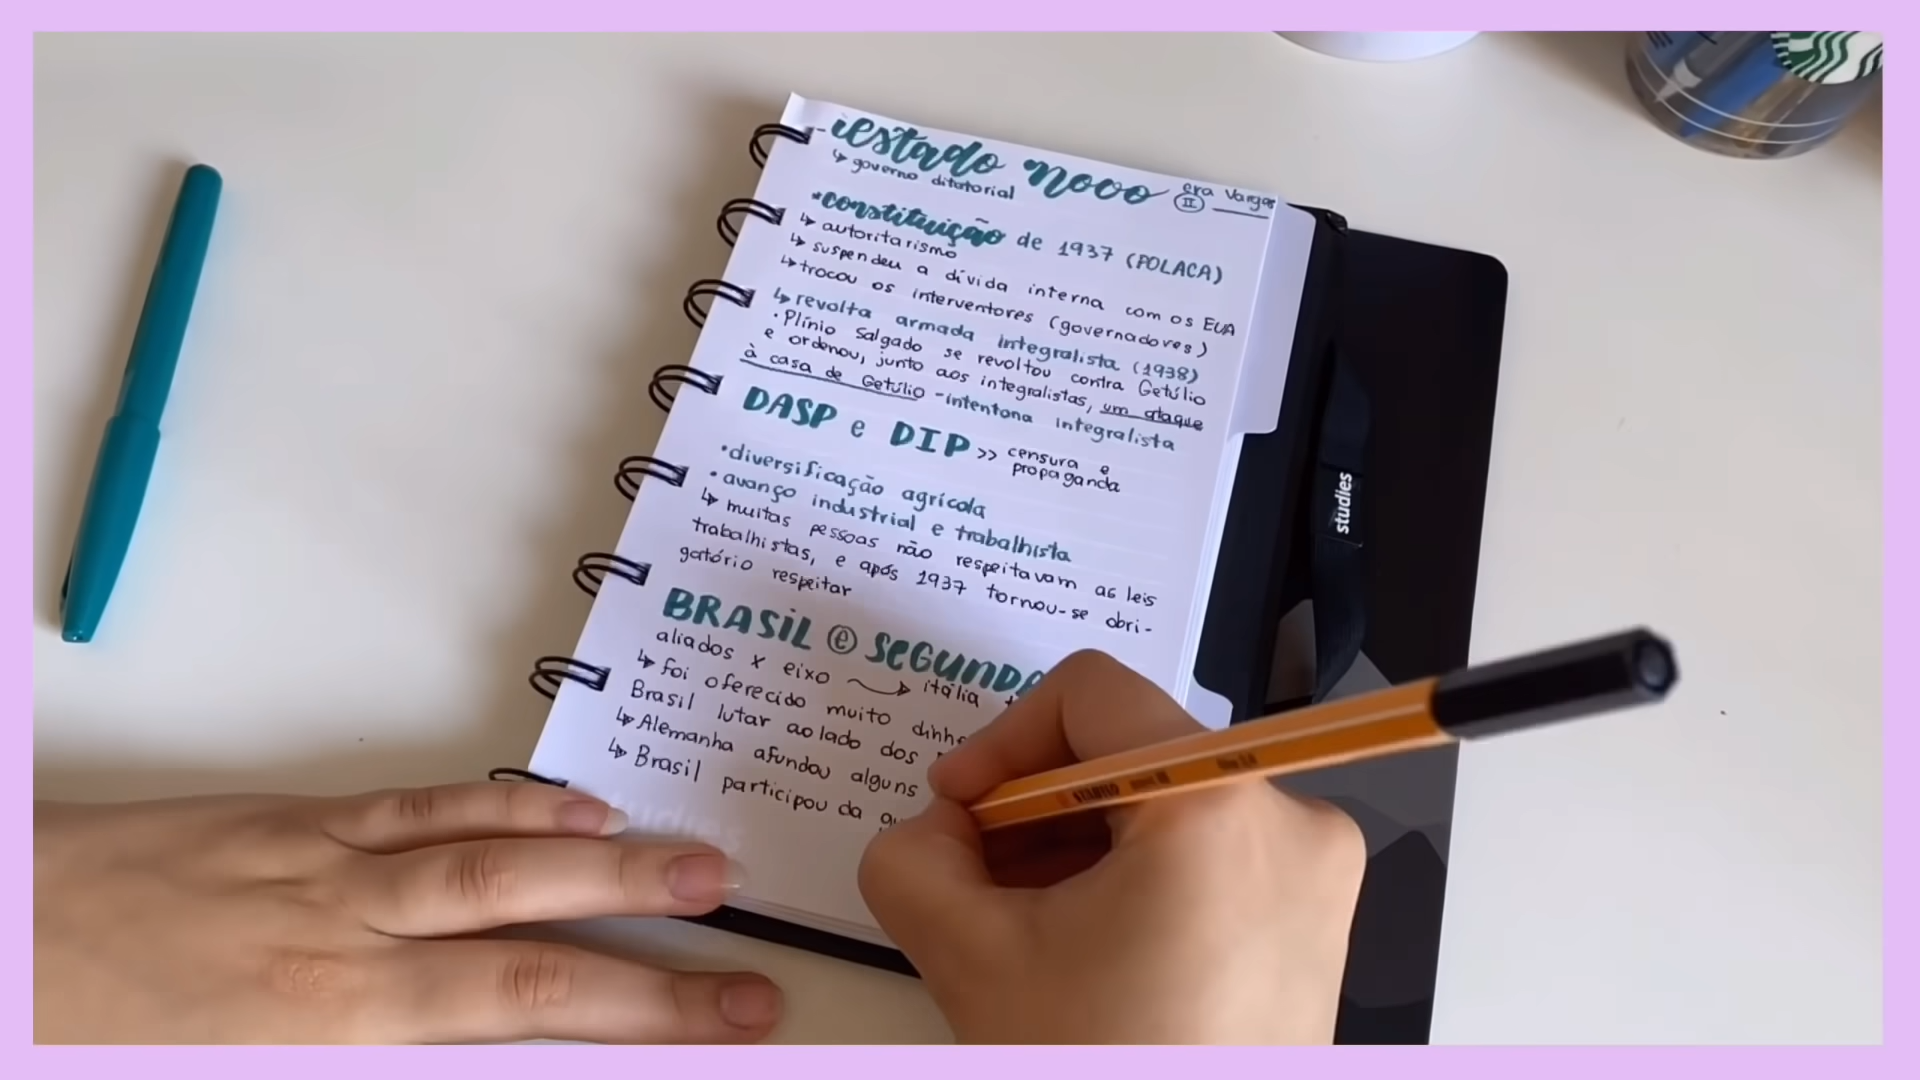 estado novo era Vargas
II
↳ governo ditatorial
•constituição de 1937 (POLACA)
↳ autoritarismo
↳ suspendeu a dívida interna com os EUA
↳ trocou os interventores (governadores)
↳ revolta armada integralista (1938)
• Plínio Salgado se revoltou contra Getúlio
e ordenou, junto aos integralistas, um ataque
à casa de Getúlio - intentona integralista
DASP e DIP >> censura e
propaganda
•diversificação agrícola
•avanço industrial e trabalhista
↳ muitas pessoas não respeitavam as leis
trabalhistas, e após 1937 tornou-se obri-
gatório respeitar
BRASIL e SEGUNDA
aliados x eixo → itália
↳ foi oferecido muito
Brasil lutar ao lado dos
↳ Alemanha afundou alguns
↳ Brasil participou da
studies
STABILO